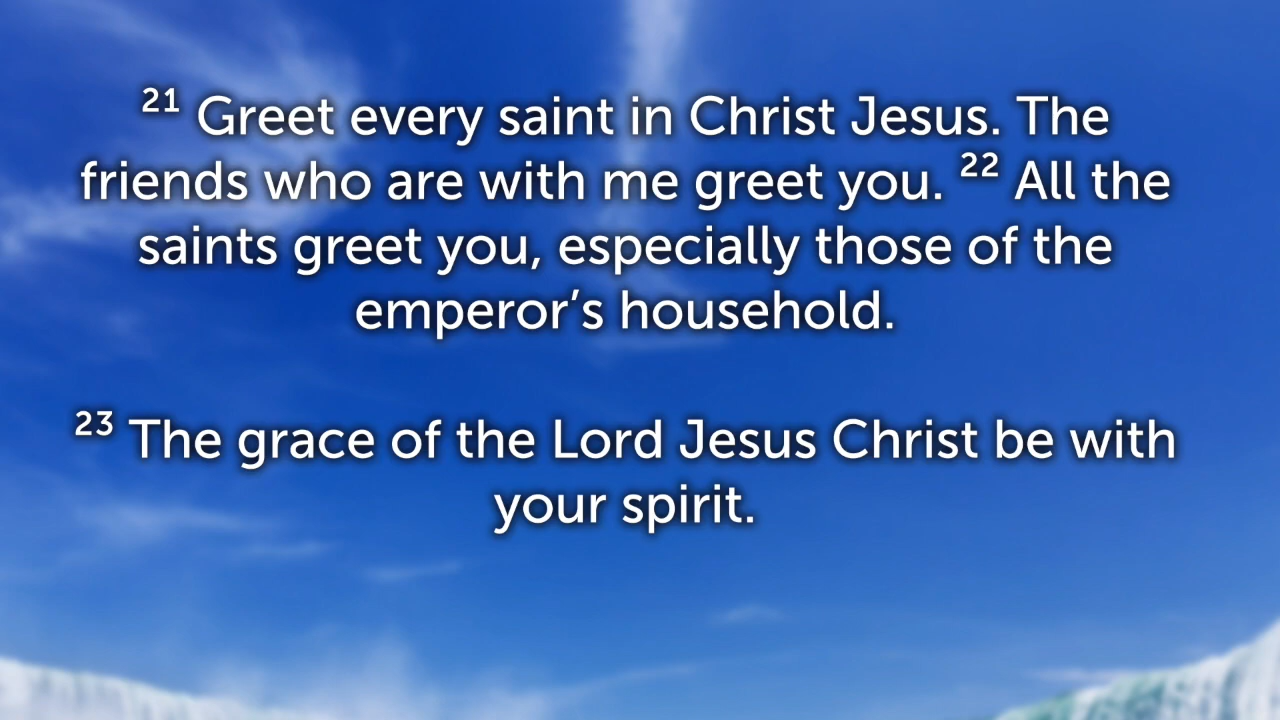 ²¹ Greet every saint in Christ Jesus. The
friends who are with me greet you. ²² All the
saints greet you, especially those of the
emperor’s household.
²³ The grace of the Lord Jesus Christ be with
your spirit.